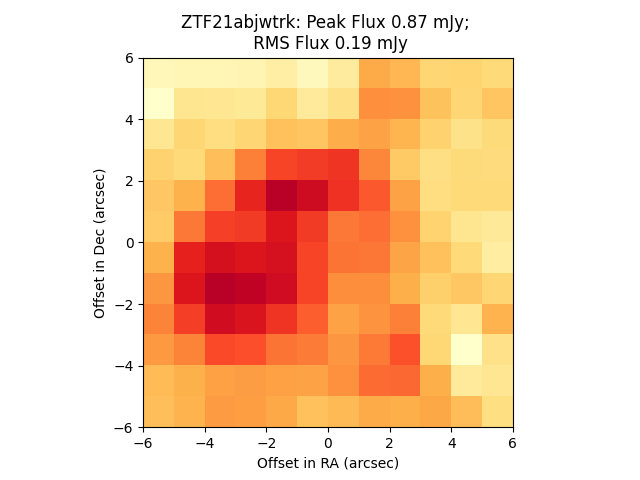 ZTF21abjwtrk: Peak Flux 0.87 mJy;
RMS Flux 0.19 mJy
6
4
2
0
−2
−4
−6
Offset in Dec (arcsec)
−6 −4 −2 0 2 4 6
Offset in RA (arcsec)